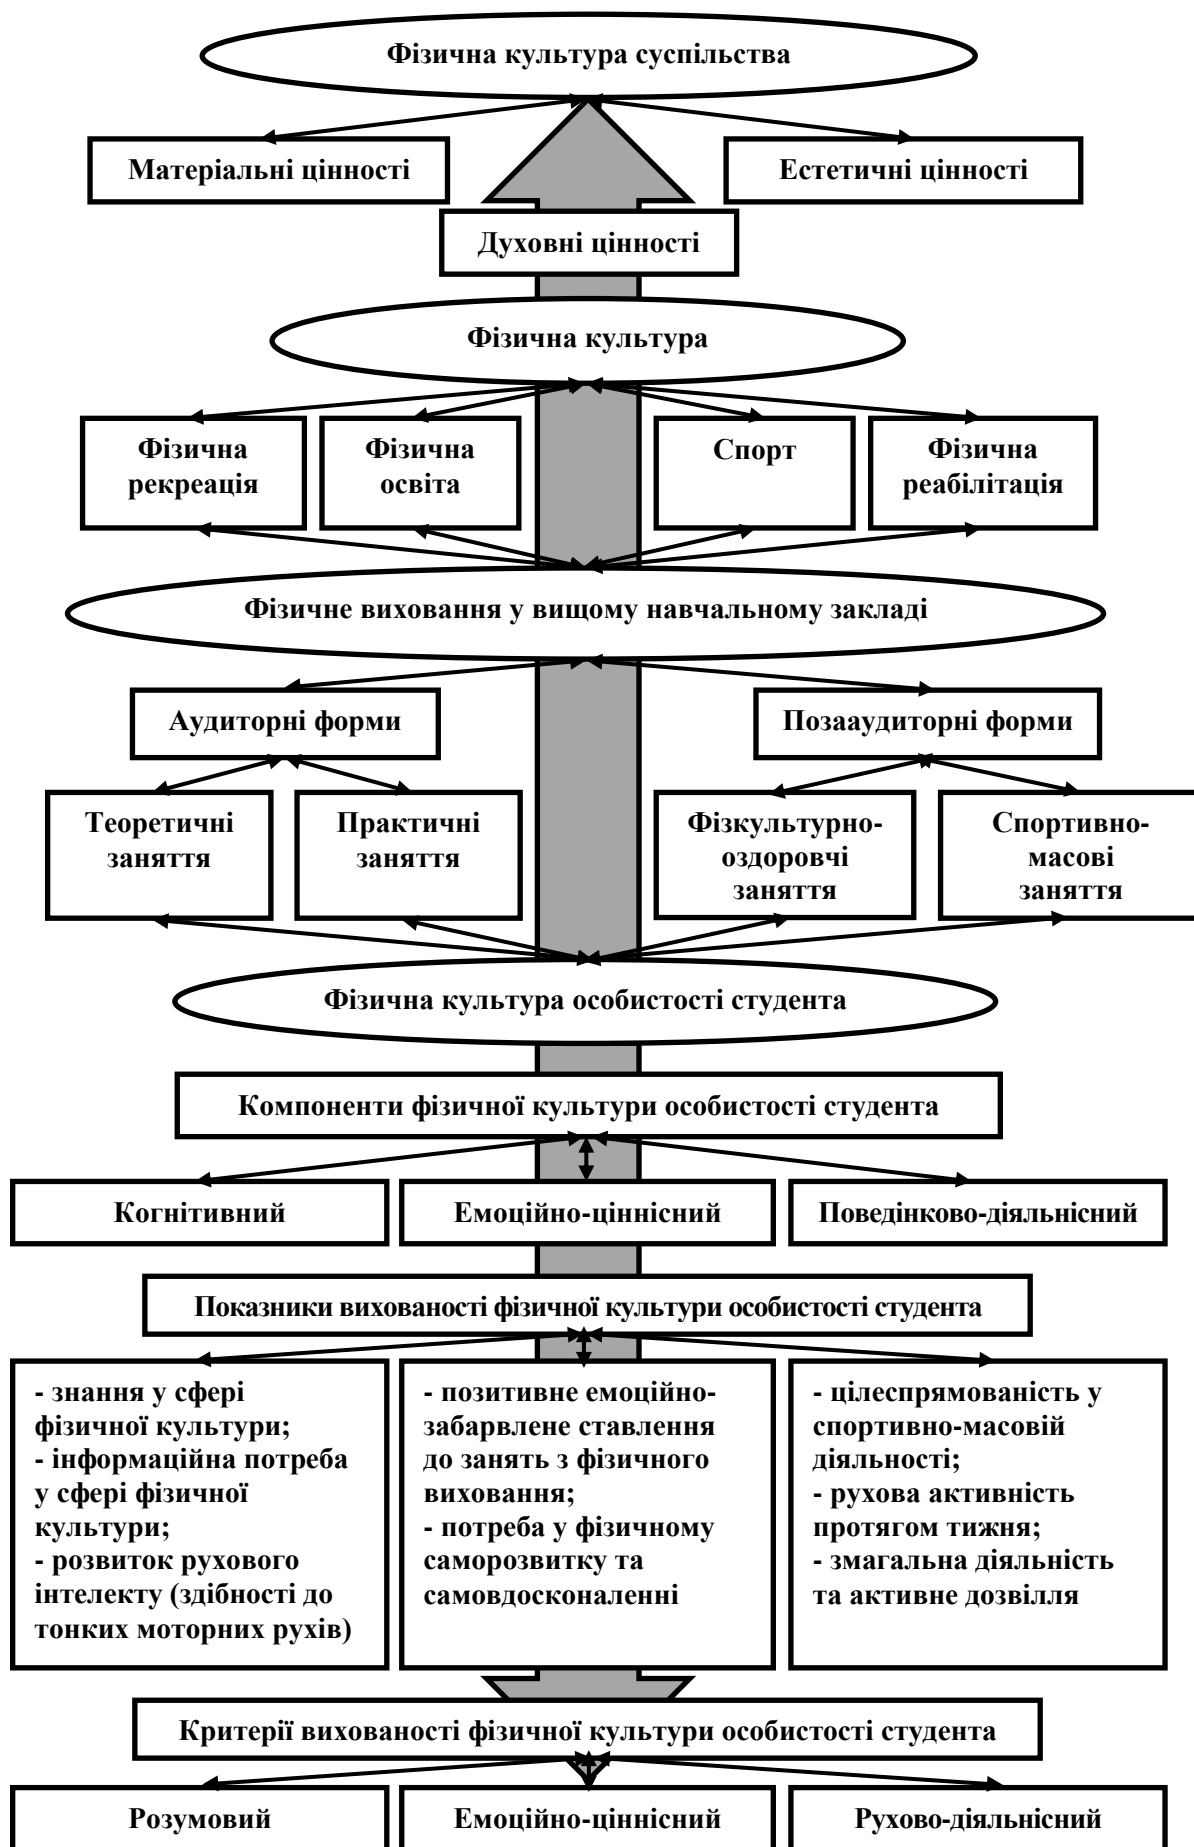 Фізична культура суспільства
Матеріальні цінності
Естетичні цінності
Духовні цінності
Фізична культура
Фізична
рекреація
Фізична
освіта
Спорт
Фізична
реабілітація
Фізичне виховання у вищому навчальному закладі
Аудиторні форми
Позааудиторні форми
Теоретичні
заняття
Практичні
заняття
Фізкультурно-
оздоровчі
заняття
Спортивно-
масові
заняття
Фізична культура особистості студента
Компоненти фізичної культури особистості студента
Когнітивний
Емоційно-ціннісний
Поведінково-діяльнісний
Показники вихованості фізичної культури особистості студента
- знання у сфері
фізичної культури;
- інформаційна потреба
у сфері фізичної
культури;
- розвиток рухового
інтелекту (здібності до
тонких моторних рухів)
- позитивне емоційно-
забарвлене ставлення
до занять з фізичного
виховання;
- потреба у фізичному
саморозвитку та
самовдосконаленні
- цілеспрямованість у
спортивно-масовій
діяльності;
- рухова активність
протягом тижня;
- змагальна діяльність
та активне дозвілля
Критерії вихованості фізичної культури особистості студента
Розумовий
Емоційно-ціннісний
Рухово-діяльнісний